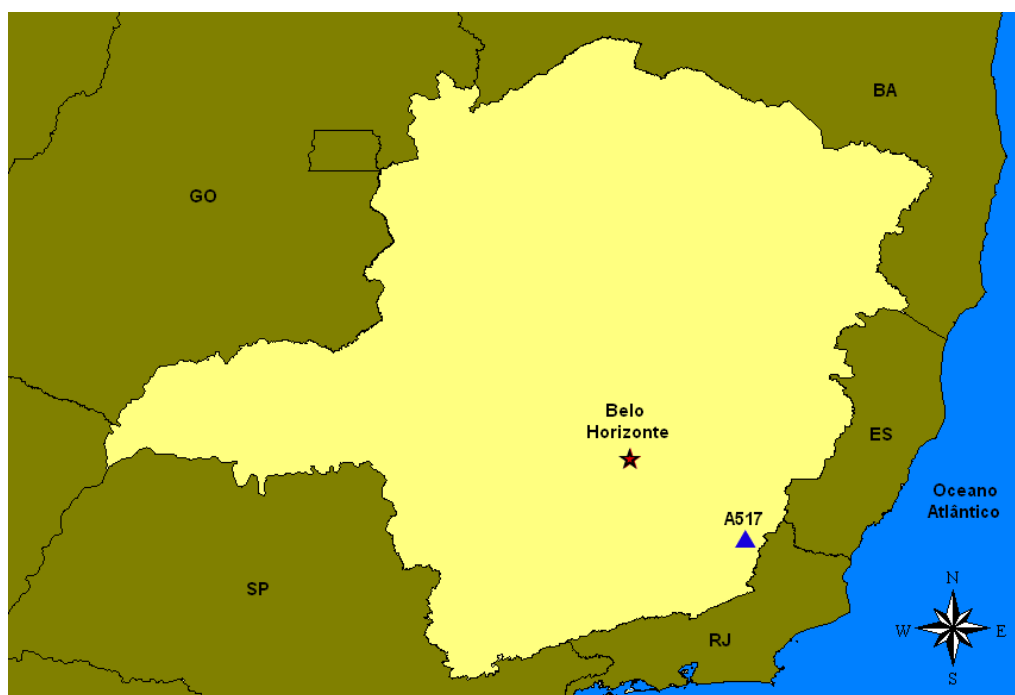 BA
GO
Belo
Horizonte
ES
Oceano
Atlântico
A517
N
W
E
S
SP
RJ